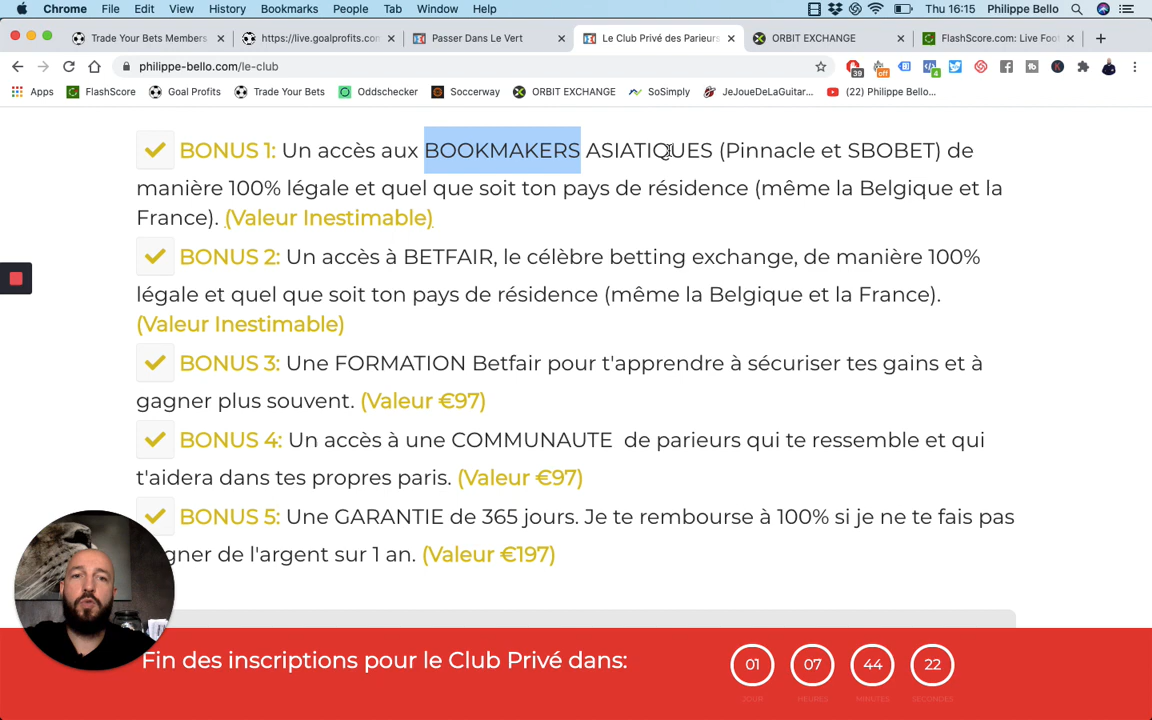 Chrome File Edit View History Bookmarks People Tab Window Help Thu 16:15 Philippe Bello
Trade Your Bets Members https://live.goalprofits.com Passer Dans Le Vert Le Club Privé des Parieurs ORBIT EXCHANGE FlashScore.com: Live Foo
philippe-bello.com/le-club 39 off 4
Apps FlashScore Goal Profits Trade Your Bets Oddschecker Soccerway ORBIT EXCHANGE SoSimply JeJoueDeLaGuitar... (22) Philippe Bello...
BONUS 1: Un accès aux BOOKMAKERS ASIATIQUES (Pinnacle et SBOBET) de
manière 100% légale et quel que soit ton pays de résidence (même la Belgique et la
France). (Valeur Inestimable)
BONUS 2: Un accès à BETFAIR, le célèbre betting exchange, de manière 100%
légale et quel que soit ton pays de résidence (même la Belgique et la France).
(Valeur Inestimable)
BONUS 3: Une FORMATION Betfair pour t'apprendre à sécuriser tes gains et à
gagner plus souvent. (Valeur €97)
BONUS 4: Un accès à une COMMUNAUTE de parieurs qui te ressemble et qui
t'aidera dans tes propres paris. (Valeur €97)
BONUS 5: Une GARANTIE de 365 jours. Je te rembourse à 100% si je ne te fais pas
gner de l'argent sur 1 an. (Valeur €197)
Fin des inscriptions pour le Club Privé dans: 01 07 44 22
JOUR HEURES MINUTES SECONDES